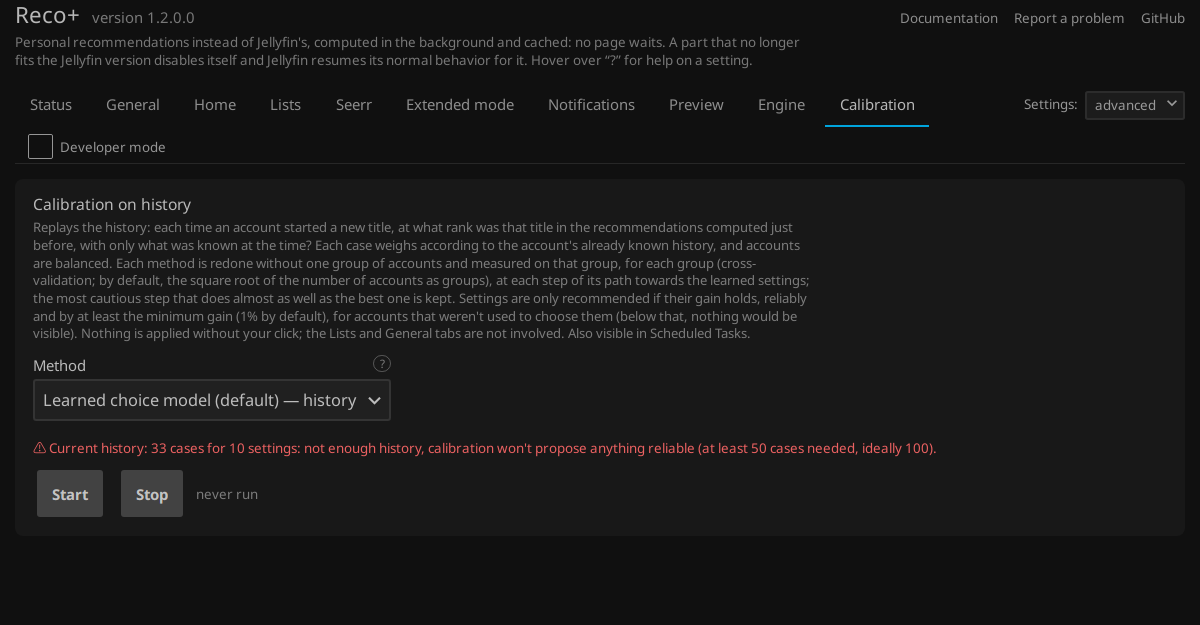 Reco+ version 1.2.0.0
Documentation Report a problem GitHub
Personal recommendations instead of Jellyfin's, computed in the background and cached: no page waits. A part that no longer
fits the Jellyfin version disables itself and Jellyfin resumes its normal behavior for it. Hover over “?” for help on a setting.
Status General Home Lists Seerr Extended mode Notifications Preview Engine Calibration
Settings: advanced
Developer mode
Calibration on history
Replays the history: each time an account started a new title, at what rank was that title in the recommendations computed just
before, with only what was known at the time? Each case weighs according to the account's already known history, and accounts
are balanced. Each method is redone without one group of accounts and measured on that group, for each group (cross-
validation; by default, the square root of the number of accounts as groups), at each step of its path towards the learned settings;
the most cautious step that does almost as well as the best one is kept. Settings are only recommended if their gain holds, reliably
and by at least the minimum gain (1% by default), for accounts that weren't used to choose them (below that, nothing would be
visible). Nothing is applied without your click; the Lists and General tabs are not involved. Also visible in Scheduled Tasks.
Method ?
Learned choice model (default) — history
⚠ Current history: 33 cases for 10 settings: not enough history, calibration won't propose anything reliable (at least 50 cases needed, ideally 100).
Start Stop never run